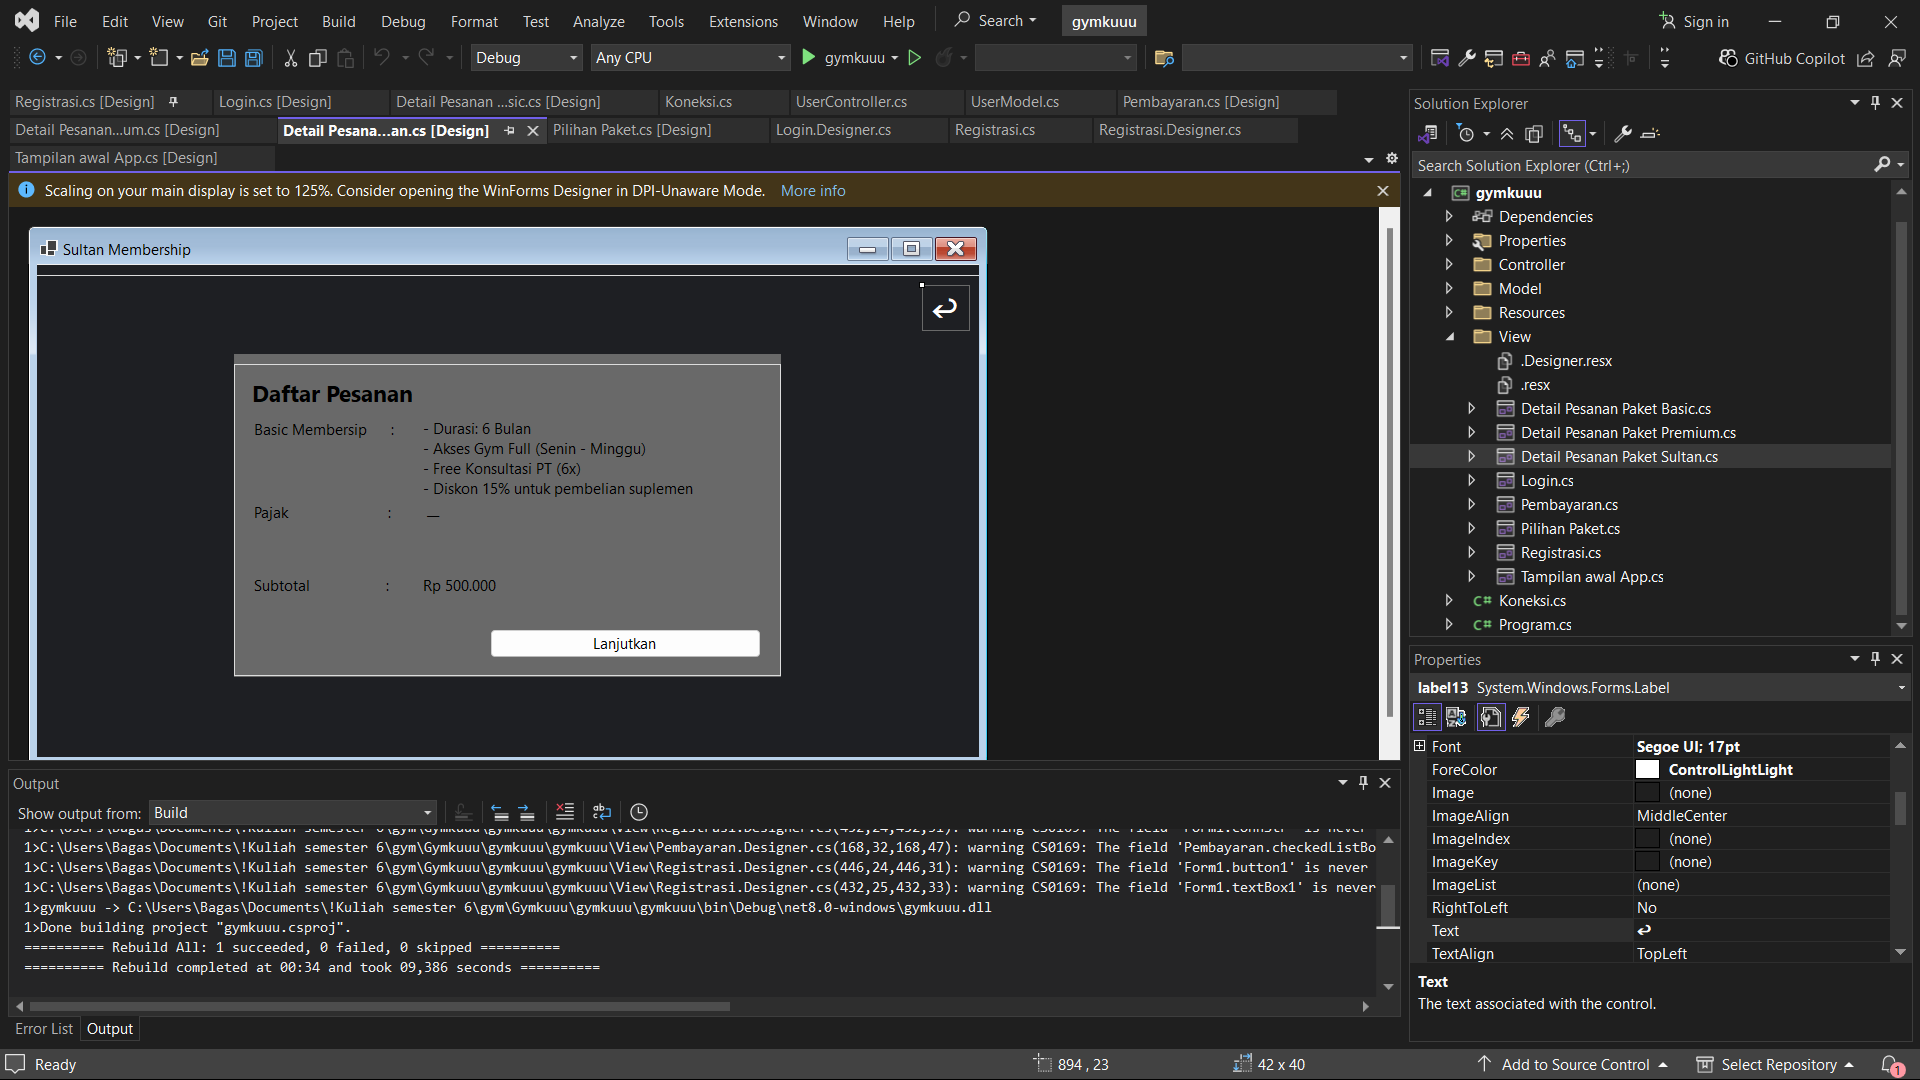 File Edit View Git Project Build Debug Format Test Analyze Tools Extensions Window Help Search gymkuuu Sign in
Debug Any CPU gymkuuu GitHub Copilot
Registrasi.cs [Design] Login.cs [Design] Detail Pesanan ...sic.cs [Design] Koneksi.cs UserController.cs UserModel.cs Pembayaran.cs [Design]
Detail Pesanan...um.cs [Design] Detail Pesana...an.cs [Design] Pilihan Paket.cs [Design] Login.Designer.cs Registrasi.cs Registrasi.Designer.cs
Tampilan awal App.cs [Design]
Scaling on your main display is set to 125%. Consider opening the WinForms Designer in DPI-Unaware Mode. More info
Sultan Membership
Daftar Pesanan
Basic Membersip : - Durasi: 6 Bulan
- Akses Gym Full (Senin - Minggu)
- Free Konsultasi PT (6x)
- Diskon 15% untuk pembelian suplemen
Pajak : —
Subtotal : Rp 500.000
Lanjutkan
Output
Show output from: Build
1>C:\Users\Bagas\Documents\!Kuliah semester 6\gym\Gymkuuu\gymkuuu\gymkuuu\View\Pembayaran.Designer.cs(168,32,168,47): warning CS0169: The field 'Pembayaran.checkedListBo
1>C:\Users\Bagas\Documents\!Kuliah semester 6\gym\Gymkuuu\gymkuuu\gymkuuu\View\Registrasi.Designer.cs(446,24,446,31): warning CS0169: The field 'Form1.button1' is never
1>C:\Users\Bagas\Documents\!Kuliah semester 6\gym\Gymkuuu\gymkuuu\gymkuuu\View\Registrasi.Designer.cs(432,25,432,33): warning CS0169: The field 'Form1.textBox1' is never
1>gymkuuu -> C:\Users\Bagas\Documents\!Kuliah semester 6\gym\Gymkuuu\gymkuuu\gymkuuu\bin\Debug\net8.0-windows\gymkuuu.dll
1>Done building project "gymkuuu.csproj".
========== Rebuild All: 1 succeeded, 0 failed, 0 skipped ==========
========== Rebuild completed at 00:34 and took 09,386 seconds ==========
Error List Output
Solution Explorer
Search Solution Explorer (Ctrl+;)
gymkuuu
Dependencies
Properties
Controller
Model
Resources
View
.Designer.resx
.resx
Detail Pesanan Paket Basic.cs
Detail Pesanan Paket Premium.cs
Detail Pesanan Paket Sultan.cs
Login.cs
Pembayaran.cs
Pilihan Paket.cs
Registrasi.cs
Tampilan awal App.cs
C# Koneksi.cs
C# Program.cs
Properties
label13 System.Windows.Forms.Label
Font Segoe UI; 17pt
ForeColor ControlLightLight
Image (none)
ImageAlign MiddleCenter
ImageIndex (none)
ImageKey (none)
ImageList (none)
RightToLeft No
Text ↩
TextAlign TopLeft
Text
The text associated with the control.
Ready 894 , 23 42 x 40 Add to Source Control Select Repository 1